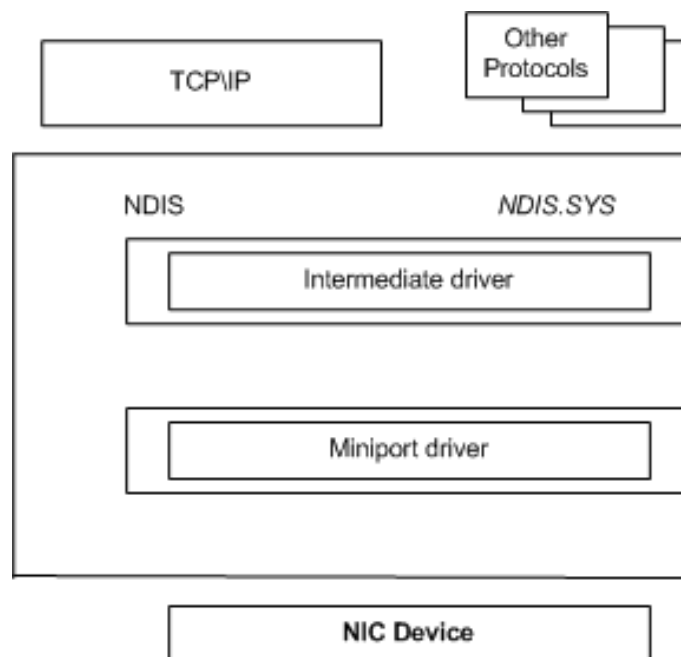 TCP\IP
Other
Protocols
NDIS
NDIS.SYS
Intermediate driver
Miniport driver
NIC Device